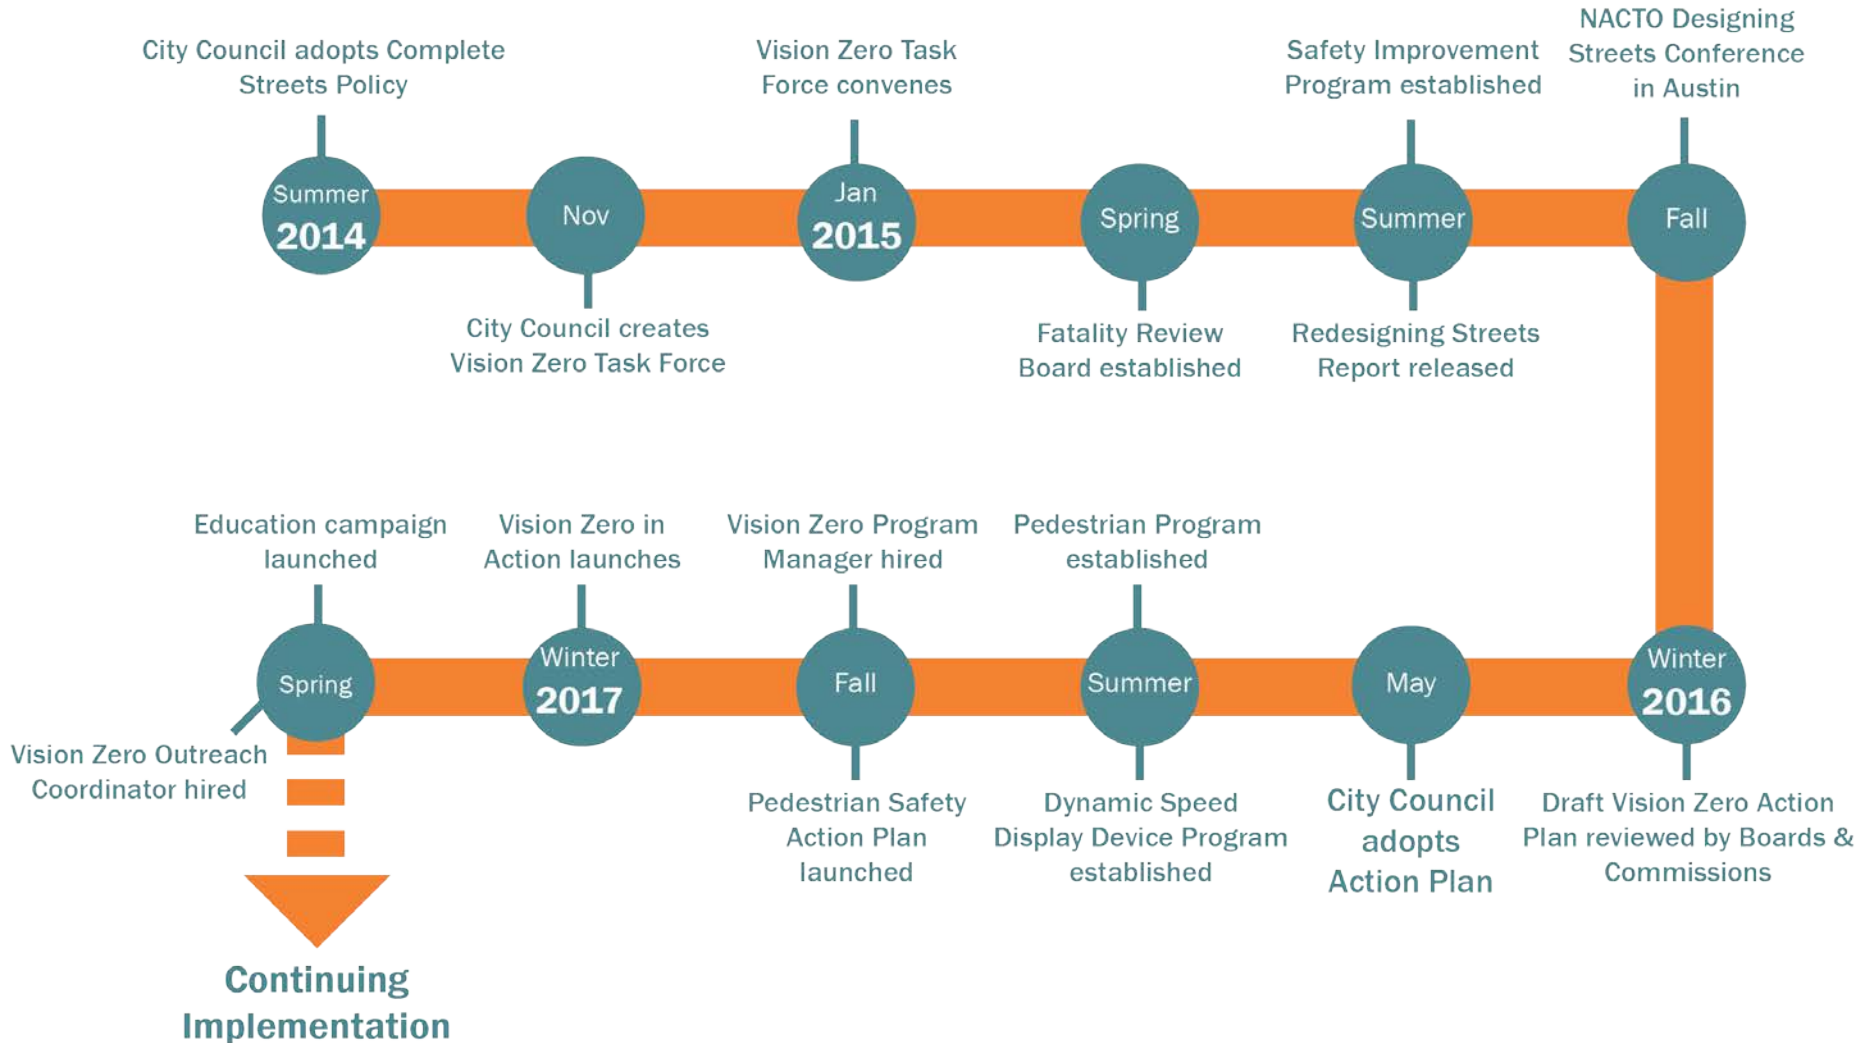 City Council adopts Complete
Streets Policy
Summer
2014
Nov
City Council creates
Vision Zero Task Force
Vision Zero Task
Force convenes
Jan
2015
Spring
Fatality Review
Board established
Safety Improvement
Program established
Summer
Redesigning Streets
Report released
NACTO Designing
Streets Conference
in Austin
Fall
Winter
2016
Draft Vision Zero Action
Plan reviewed by Boards &
Commissions
May
City Council
adopts
Action Plan
Pedestrian Program
established
Summer
Dynamic Speed
Display Device Program
established
Vision Zero Program
Manager hired
Fall
Pedestrian Safety
Action Plan
launched
Vision Zero in
Action launches
Winter
2017
Education campaign
launched
Spring
Vision Zero Outreach
Coordinator hired
Continuing
Implementation